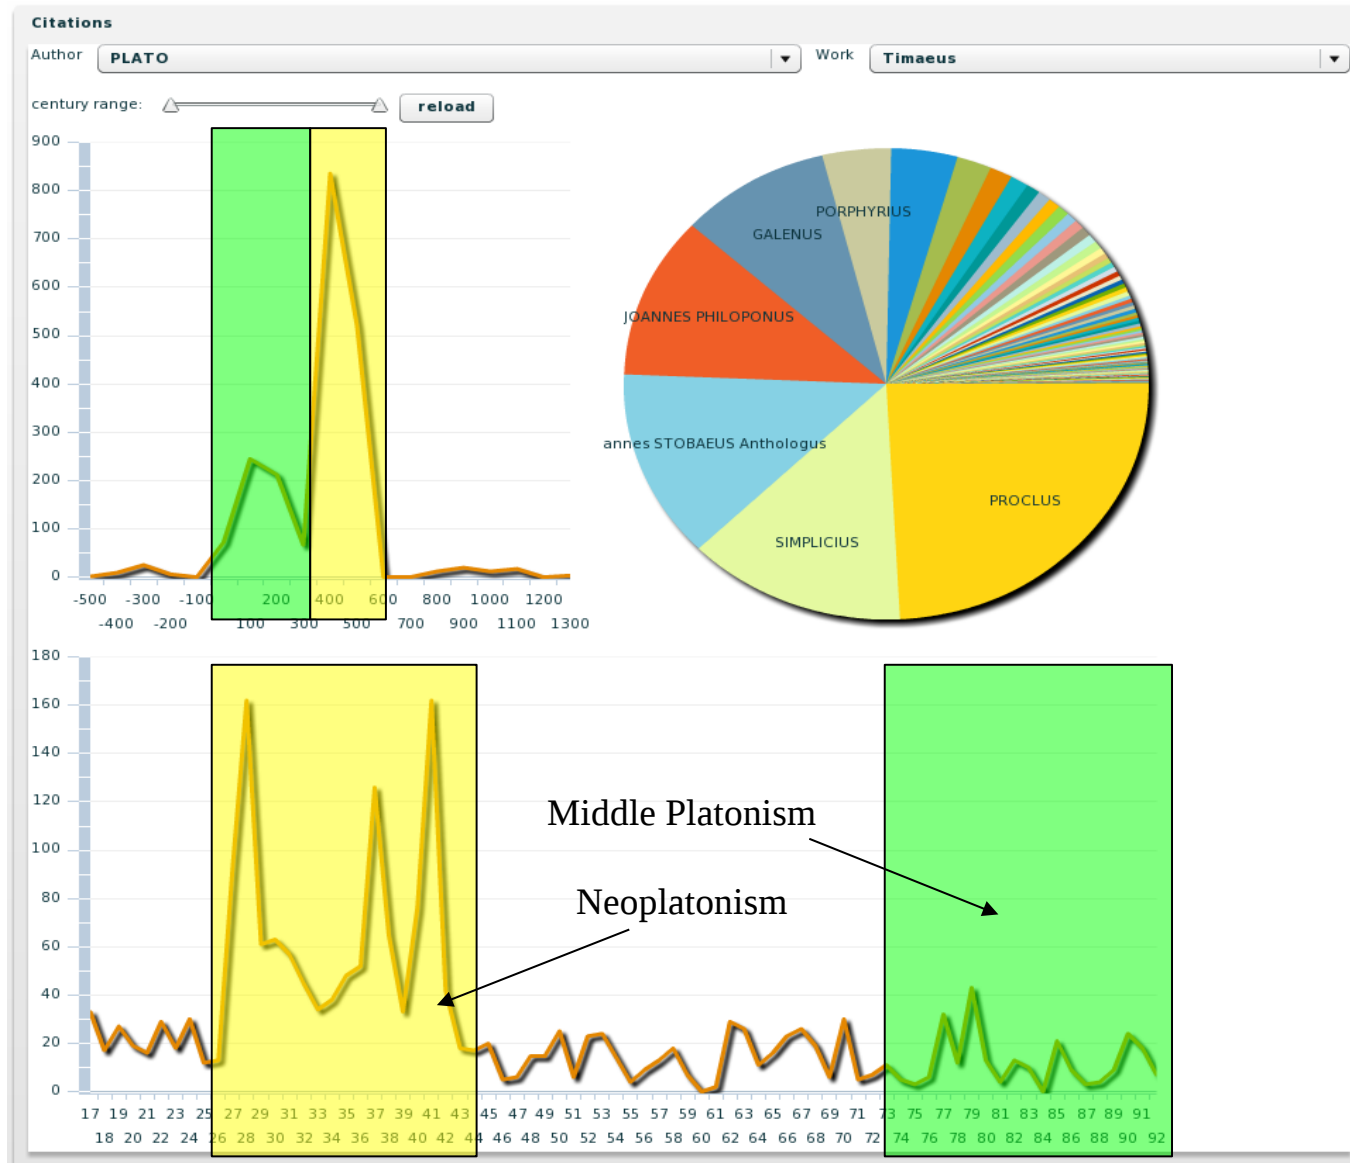 Citations
Author PLATO Work Timaeus
century range: reload
900
800
700
600
500
400
300
200
100
0
-500 -300 -100 200 400 600 800 1000 1200
-400 -200 100 300 500 700 900 1100 1300
PORPHYRIUS
GALENUS
JOANNES PHILOPONUS
annes STOBAEUS Anthologus
PROCLUS
SIMPLICIUS
180
160
140
120
100
80
60
40
20
0
Middle Platonism
Neoplatonism
17 19 21 23 25 27 29 31 33 35 37 39 41 43 45 47 49 51 53 55 57 59 61 63 65 67 69 71 73 75 77 79 81 83 85 87 89 91
18 20 22 24 26 28 30 32 34 36 38 40 42 44 46 48 50 52 54 56 58 60 62 64 66 68 70 72 74 76 78 80 82 84 86 88 90 92